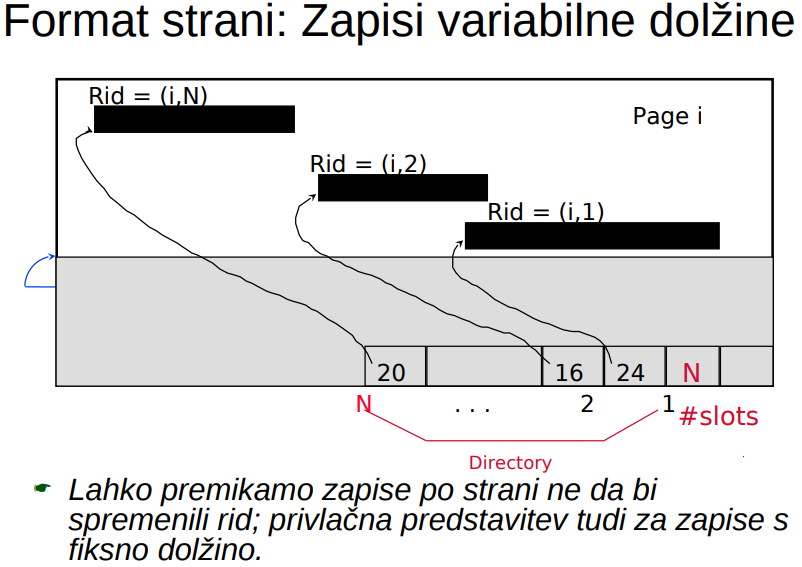 Format strani: Zapisi variabilne dolžine
Rid = (i,N)
Page i
Rid = (i,2)
Rid = (i,1)
20
16
24
N
N
. . .
2
1
#slots
Directory
Lahko premikamo zapise po strani ne da bi
spremenili rid; privlačna predstavitev tudi za zapise s
fiksno dolžino.